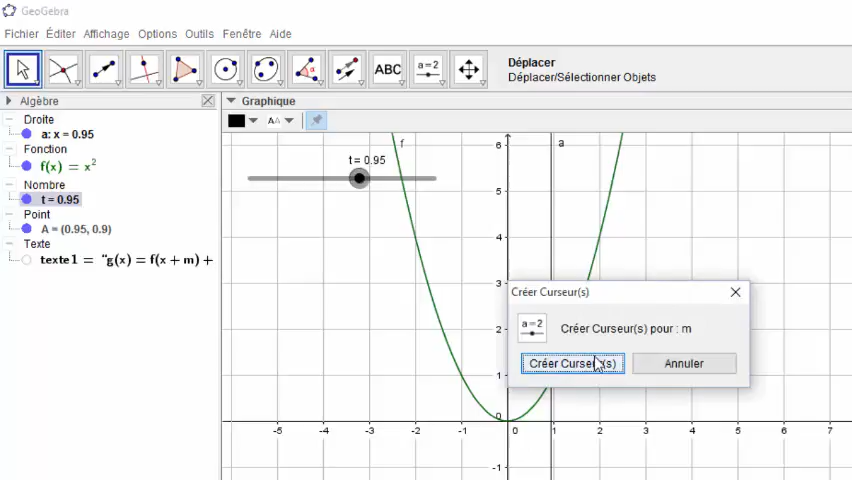 GeoGebra
Fichier Éditer Affichage Options Outils Fenêtre Aide
ABC a=2
Déplacer
Déplacer/Sélectionner Objets
Algèbre
Graphique
Droite
a: x = 0.95
Fonction
f(x) = x²
Nombre
t = 0.95
Point
A = (0.95, 0.9)
Texte
texte1 = "g(x) = f(x + m) +
AA
f
a
t = 0.95
6
5
4
3
2
1
0
-1
-5 -4 -3 -2 -1 0 1 2 3 4 5 6 7
Créer Curseur(s)
a=2
Créer Curseur(s) pour : m
Créer Curseur(s) Annuler